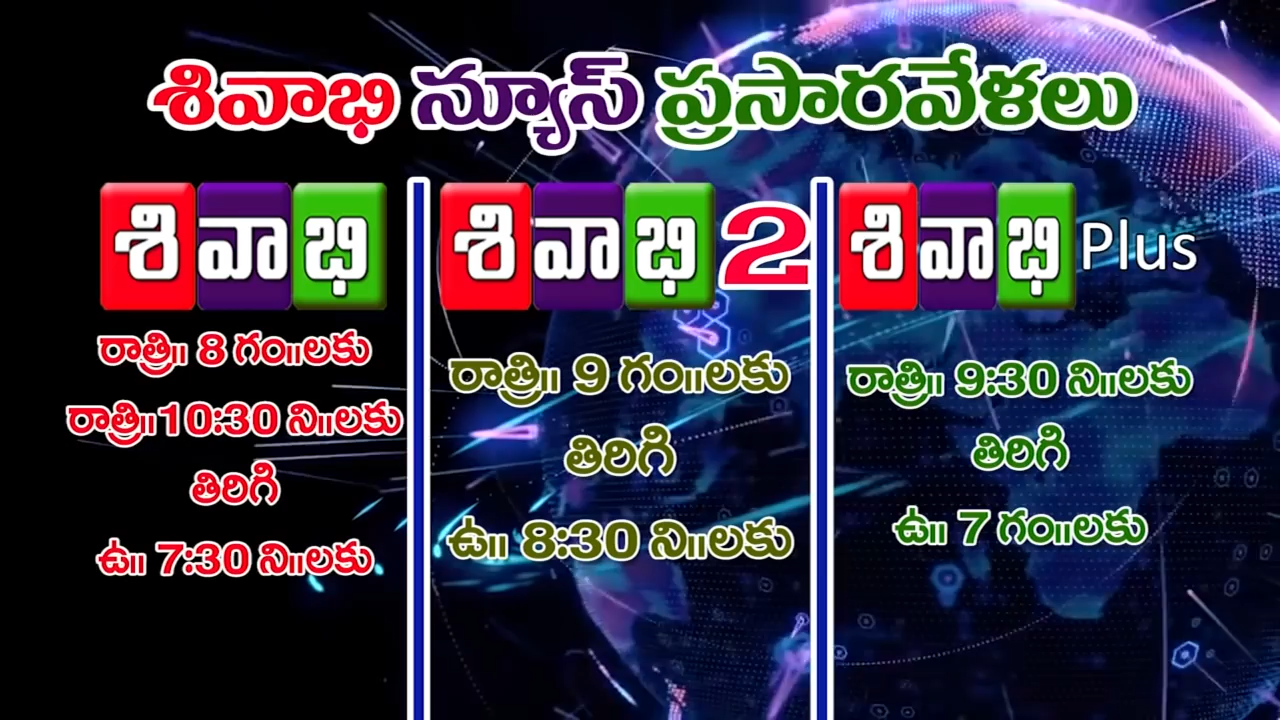 శివాభి న్యూస్ ప్రసారవేళలు
శివాభి
రాత్రి॥ 8 గం॥లకు
రాత్రి॥10:30 ని॥లకు
తిరిగి
ఉ॥ 7:30 ని॥లకు
శివాభి 2
రాత్రి॥ 9 గం॥లకు
తిరిగి
ఉ॥ 8:30 ని॥లకు
శివాభి Plus
రాత్రి॥ 9:30 ని॥లకు
తిరిగి
ఉ॥ 7 గం॥లకు